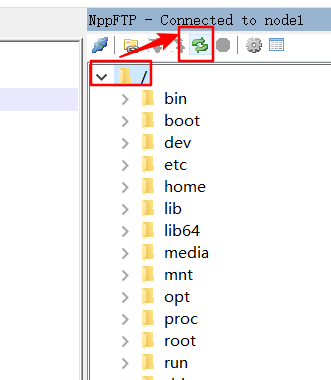 NppFTP - Connected to node1
/
bin
boot
dev
etc
home
lib
lib64
media
mnt
opt
proc
root
run